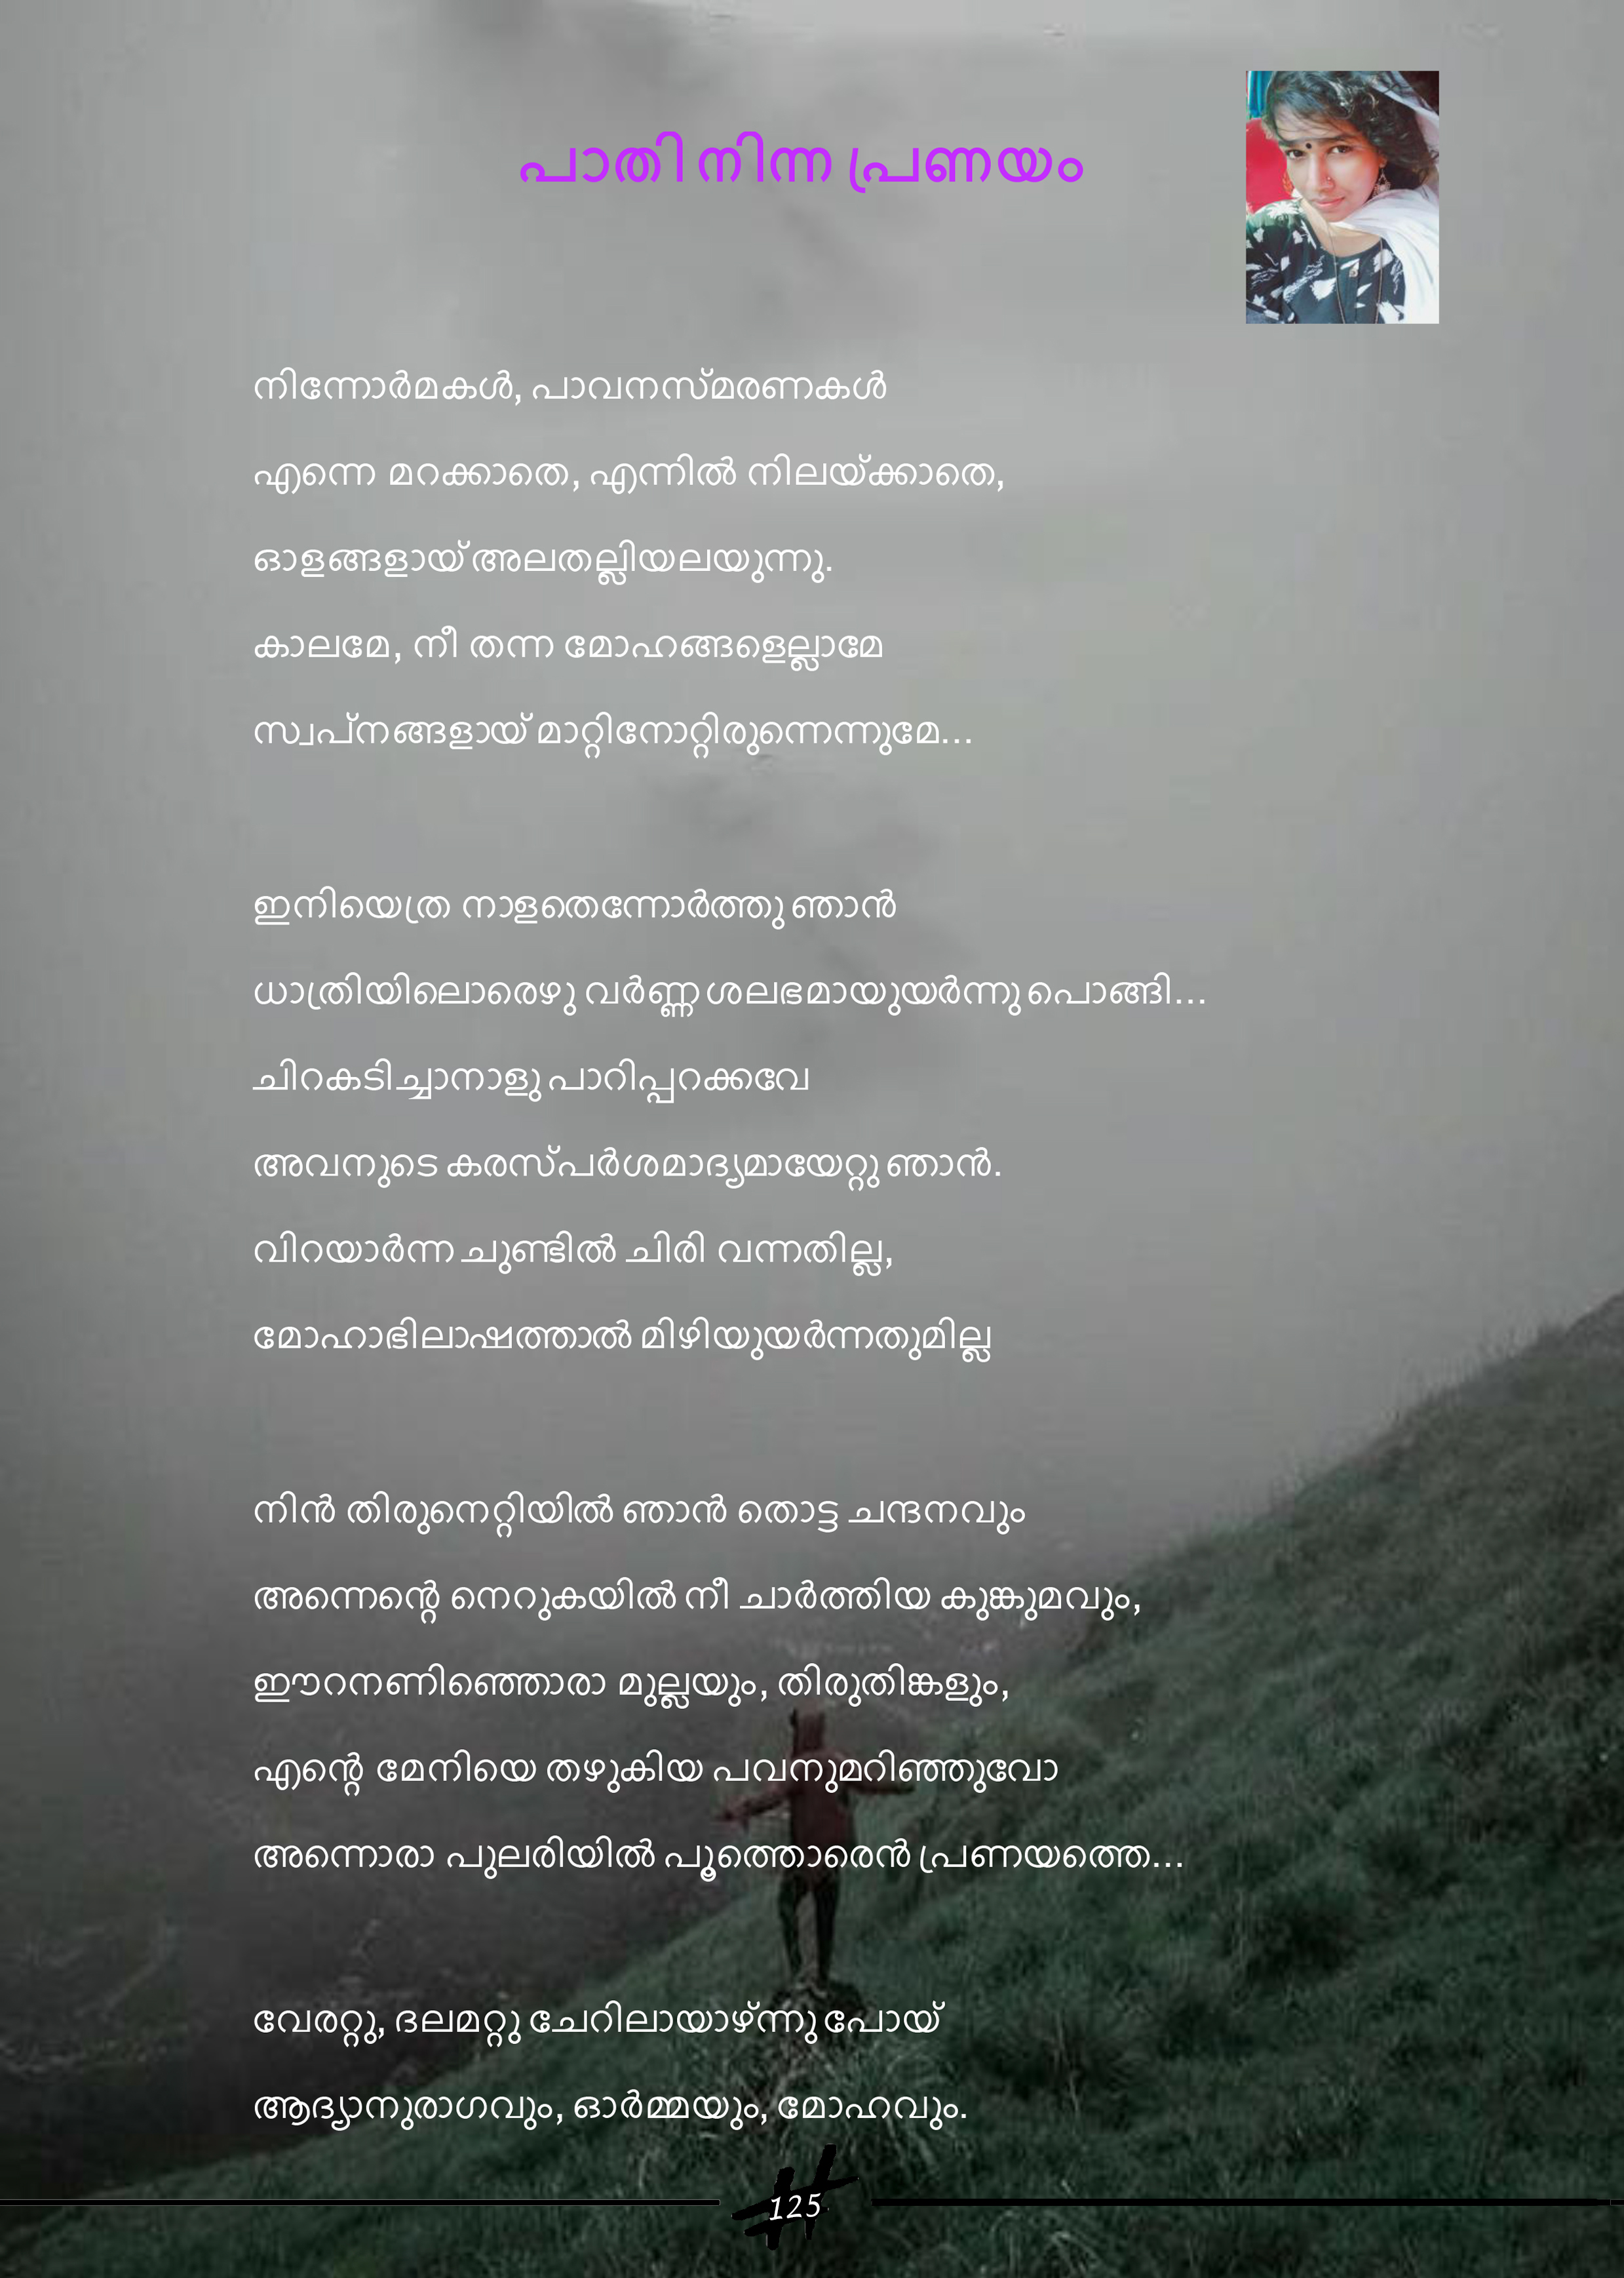 പാതി നിന്ന പ്രണയം
നിന്നോർമകൾ, പാവനസ്മരണകൾ
എന്നെ മറക്കാതെ, എന്നിൽ നിലയ്ക്കാതെ,
ഓളങ്ങളായ് അലതല്ലിയലയുന്നു.
കാലമേ, നീ തന്ന മോഹങ്ങളെല്ലാമേ
സ്വപ്നങ്ങളായ് മാറ്റിനോറ്റിരുന്നെന്നുമേ...
ഇനിയെത്ര നാളതെന്നോർത്തു ഞാൻ
ധാത്രിയിലൊരെഴു വർണ്ണ ശലഭമായുയർന്നു പൊങ്ങി...
ചിറകടിച്ചാനാളു പാറിപ്പറക്കവേ
അവനുടെ കരസ്പർശമാദ്യമായേറ്റു ഞാൻ.
വിറയാർന്ന ചുണ്ടിൽ ചിരി വന്നതില്ല,
മോഹാഭിലാഷത്താൽ മിഴിയുയർന്നതുമില്ല
നിൻ തിരുനെറ്റിയിൽ ഞാൻ തൊട്ട ചന്ദനവും
അന്നെന്റെ നെറുകയിൽ നീ ചാർത്തിയ കുങ്കുമവും,
ഈറനണിഞ്ഞൊരാ മുല്ലയും, തിരുതിങ്കളും,
എന്റെ മേനിയെ തഴുകിയ പവനുമറിഞ്ഞുവോ
അന്നൊരാ പുലരിയിൽ പൂത്തൊരെൻ പ്രണയത്തെ...
വേരറ്റു, ദലമറ്റു ചേറിലായാഴ്ന്നു പോയ്
ആദ്യാനുരാഗവും, ഓർമ്മയും, മോഹവും.
125